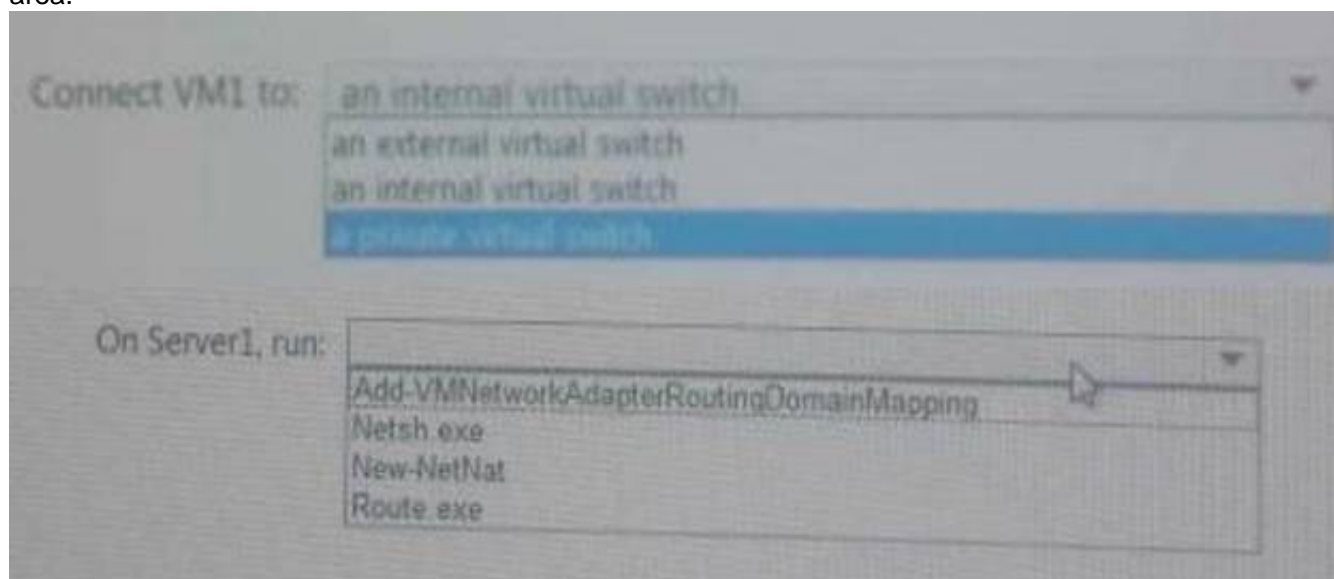 area.
Connect VM1 to: an internal virtual switch
an external virtual switch
an internal virtual switch
a private virtual switch
On Server1, run:
Add-VMNetworkAdapterRoutingDomainMapping
Netsh exe
New-NetNat
Route exe